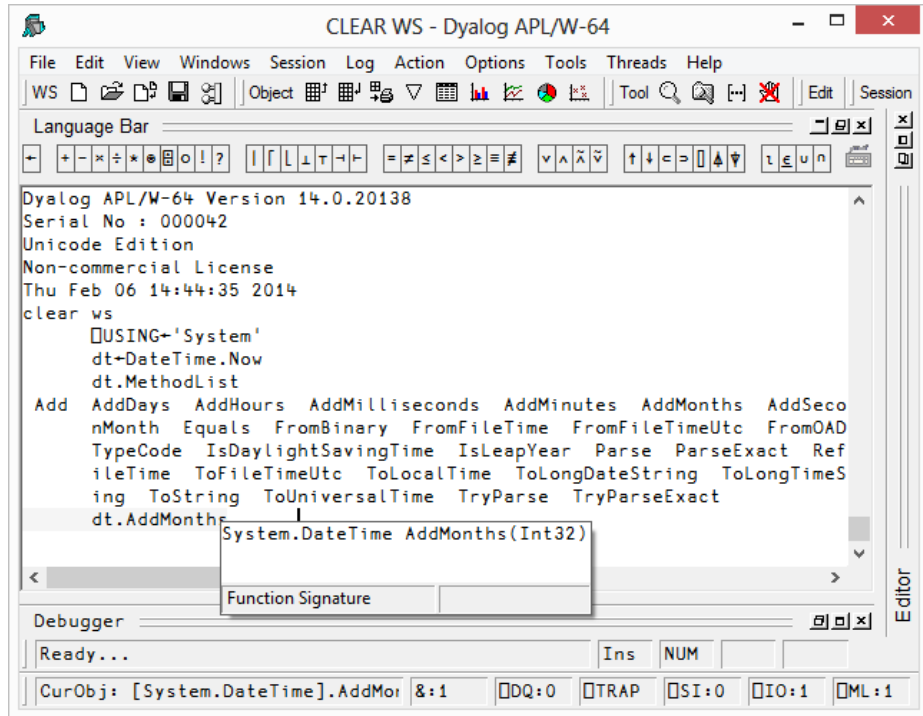 CLEAR WS - Dyalog APL/W-64
File Edit View Windows Session Log Action Options Tools Threads Help
WS Object Tool Edit Session
Language Bar
← + - × ÷ * ⍟ ⌹ ○ ! ? | ⌈ ⌊ ⊥ ⊤ ⊣ ⊢ = ≠ ≤ < > ≥ ≡ ≢ ∨ ∧ ⍲ ⍱ ↑ ↓ ⊂ ⊃ ⌷ ⍋ ⍒ ⍳ ⍷ ∪ ∩
Dyalog APL/W-64 Version 14.0.20138
Serial No : 000042
Unicode Edition
Non-commercial License
Thu Feb 06 14:44:35 2014
clear ws
⎕USING←'System'
dt←DateTime.Now
dt.MethodList
Add AddDays AddHours AddMilliseconds AddMinutes AddMonths AddSeco
nMonth Equals FromBinary FromFileTime FromFileTimeUtc FromOAD
TypeCode IsDaylightSavingTime IsLeapYear Parse ParseExact Ref
ileTime ToFileTimeUtc ToLocalTime ToLongDateString ToLongTimeS
ing ToString ToUniversalTime TryParse TryParseExact
dt.AddMonths
System.DateTime AddMonths(Int32)
Function Signature
Editor
Debugger
Ready... Ins NUM
CurObj: [System.DateTime].AddMon &:1 ⎕DQ:0 ⎕TRAP ⎕SI:0 ⎕IO:1 ⎕ML:1